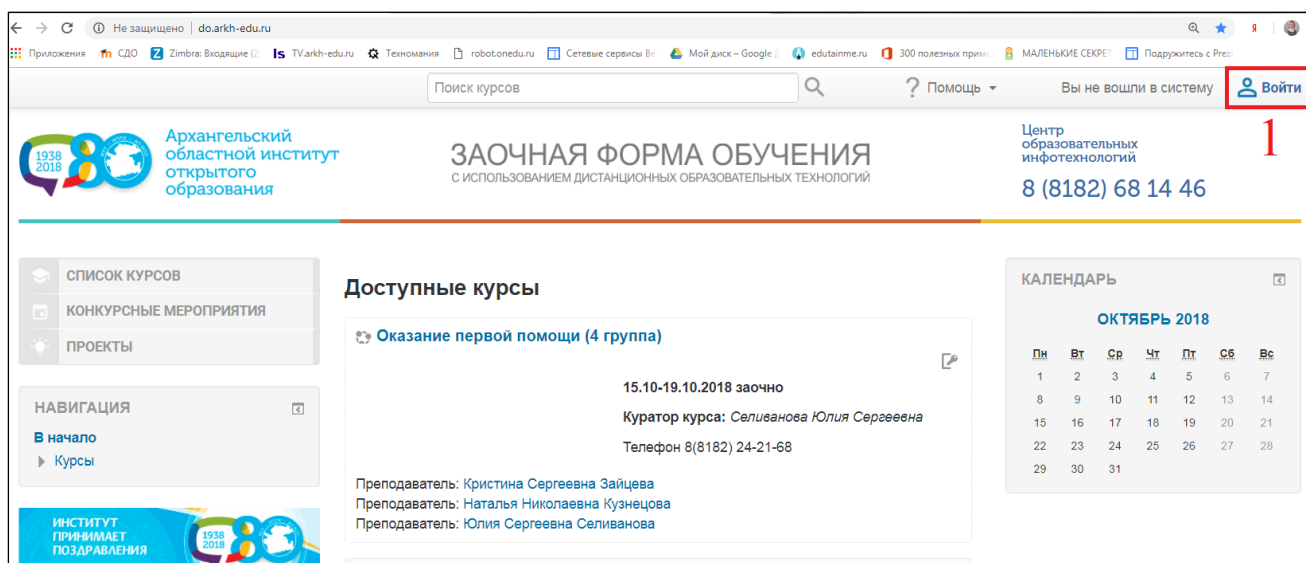 Не защищено | do.arkh-edu.ru
Приложения СДО Zimbra: Входящие (2 TV.arkh-edu.ru Техномания robot.onedu.ru Сетевые сервисы Ве Мой диск – Google Д edutainme.ru 300 полезных приме МАЛЕНЬКИЕ СЕКРЕТ Подружитесь с Prezi
Поиск курсов
Помощь
Вы не вошли в систему
Войти
1
1938
2018
80
Архангельский
областной институт
открытого
образования
ЗАОЧНАЯ ФОРМА ОБУЧЕНИЯ
С ИСПОЛЬЗОВАНИЕМ ДИСТАНЦИОННЫХ ОБРАЗОВАТЕЛЬНЫХ ТЕХНОЛОГИЙ
Центр
образовательных
инфотехнологий
8 (8182) 68 14 46
СПИСОК КУРСОВ
КОНКУРСНЫЕ МЕРОПРИЯТИЯ
ПРОЕКТЫ
НАВИГАЦИЯ
В начало
Курсы
ИНСТИТУТ
ПРИНИМАЕТ
ПОЗДРАВЛЕНИЯ
1938
2018
80
Доступные курсы
Оказание первой помощи (4 группа)
15.10-19.10.2018 заочно
Куратор курса: Селиванова Юлия Сергеевна
Телефон 8(8182) 24-21-68
Преподаватель: Кристина Сергеевна Зайцева
Преподаватель: Наталья Николаевна Кузнецова
Преподаватель: Юлия Сергеевна Селиванова
КАЛЕНДАРЬ
ОКТЯБРЬ 2018
Пн Вт Ср Чт Пт Сб Вс
1 2 3 4 5 6 7
8 9 10 11 12 13 14
15 16 17 18 19 20 21
22 23 24 25 26 27 28
29 30 31